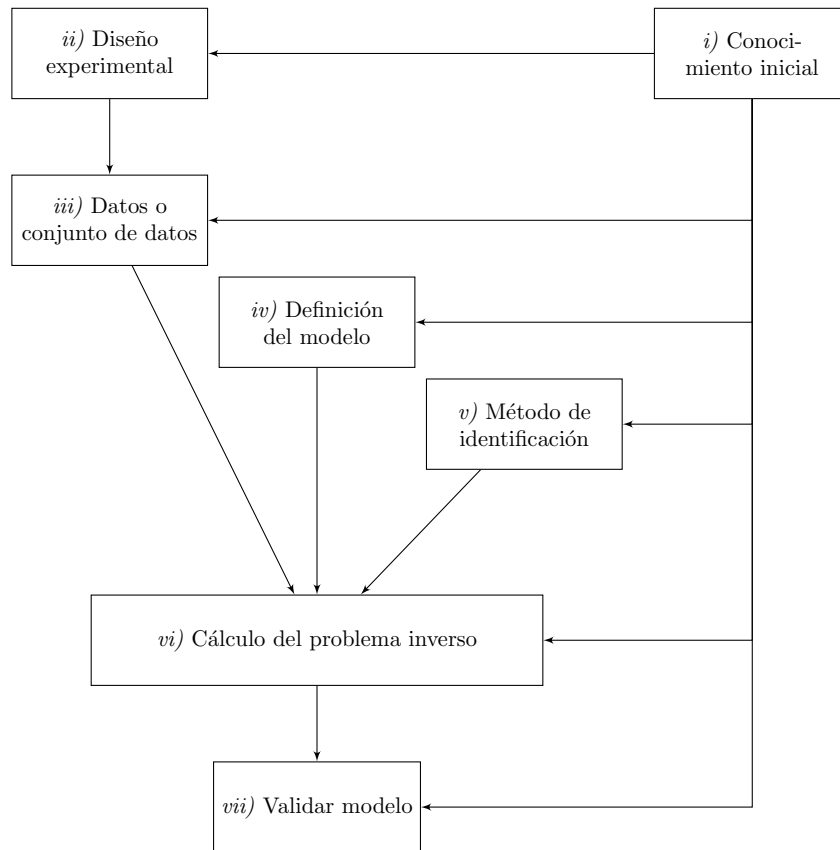 ii) Diseño
experimental
i) Conoci-
miento inicial
iii) Datos o
conjunto de datos
iv) Definición
del modelo
v) Método de
identificación
vi) Cálculo del problema inverso
vii) Validar modelo